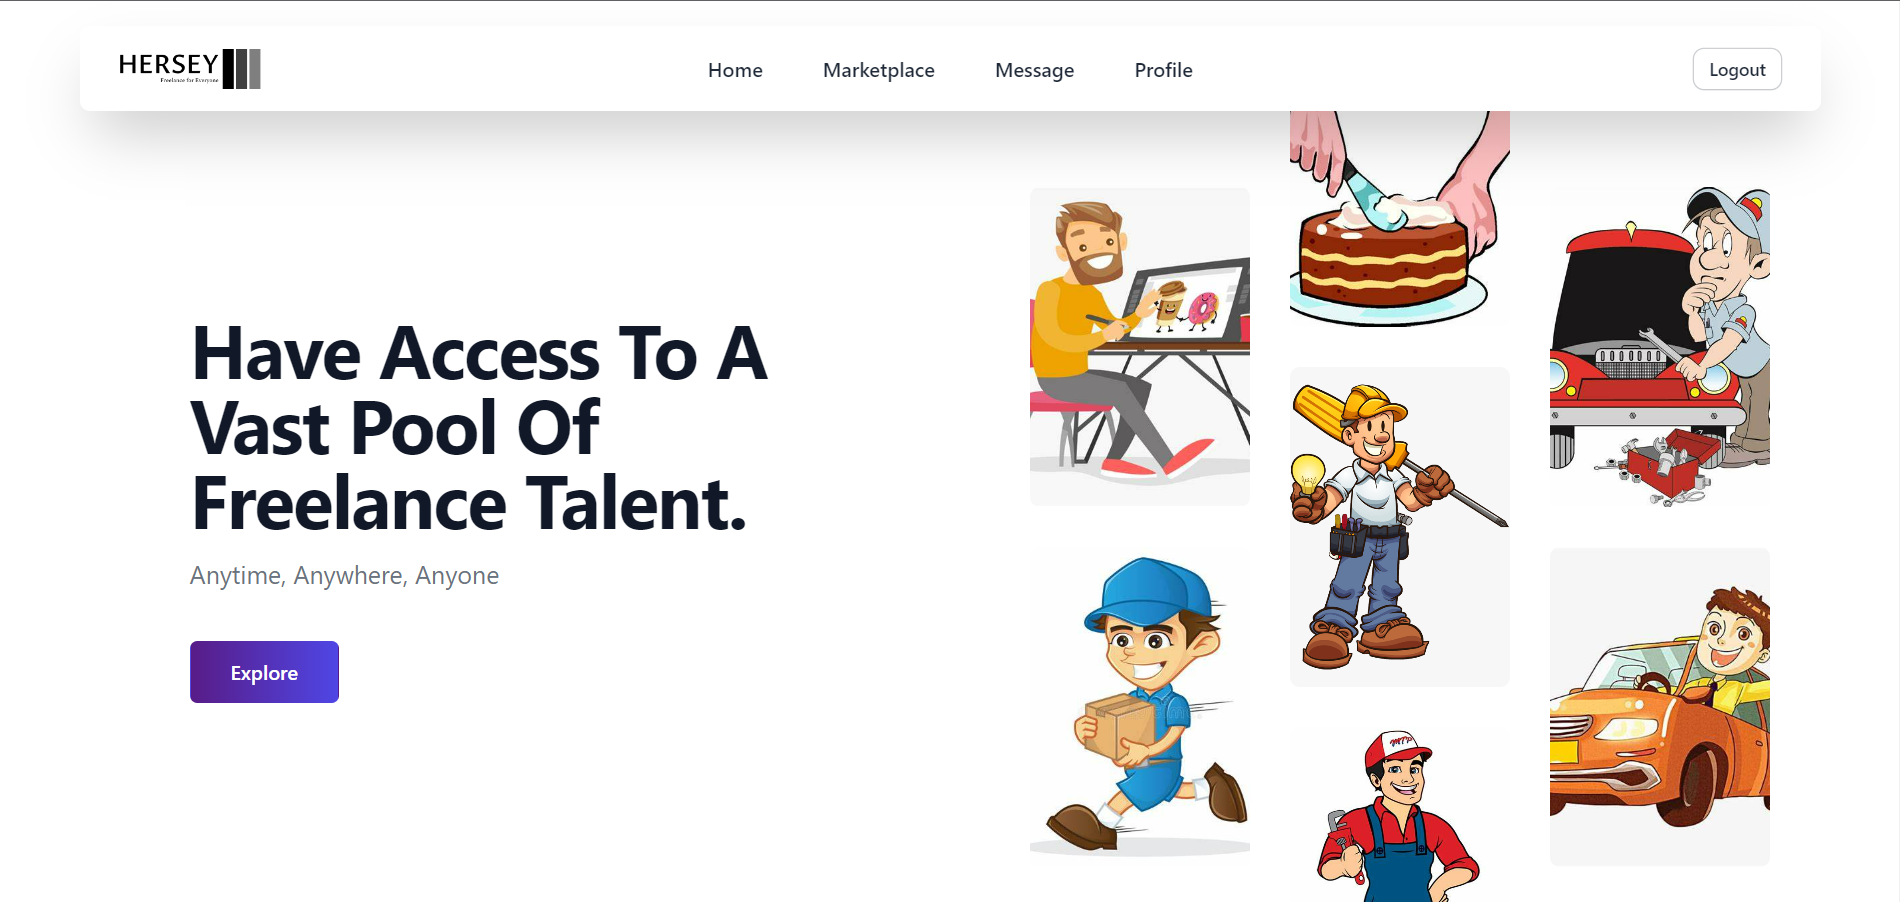 HERSEY
Freelance for Everyone
Home
Marketplace
Message
Profile
Logout
Have Access To A
Vast Pool Of
Freelance Talent.
Anytime, Anywhere, Anyone
Explore